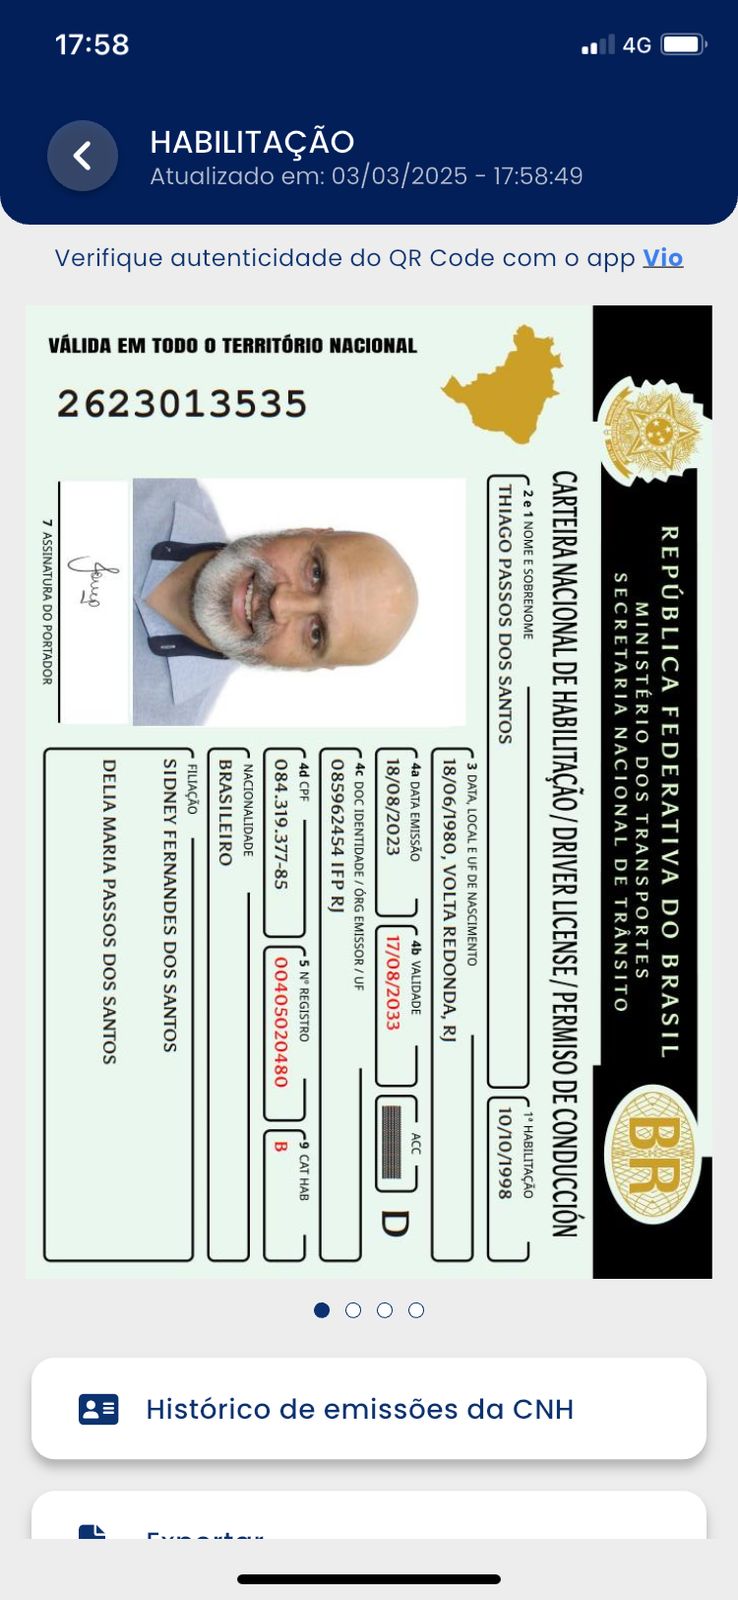 17:58
4G
HABILITAÇÃO
Atualizado em: 03/03/2025 - 17:58:49
Verifique autenticidade do QR Code com o app Vio
REPÚBLICA FEDERATIVA DO BRASIL
MINISTÉRIO DOS TRANSPORTES
SECRETARIA NACIONAL DE TRÂNSITO
BR
CARTEIRA NACIONAL DE HABILITAÇÃO / DRIVER LICENSE / PERMISO DE CONDUCCIÓN
VÁLIDA EM TODO O TERRITÓRIO NACIONAL
2623013535
2 e 1 NOME E SOBRENOME
THIAGO PASSOS DOS SANTOS
1ª HABILITAÇÃO
10/10/1998
3 DATA, LOCAL E UF DE NASCIMENTO
18/06/1980, VOLTA REDONDA, RJ
4a DATA EMISSÃO
18/08/2023
4b VALIDADE
17/08/2033
ACC
D
4c DOC IDENTIDADE / ÓRG EMISSOR / UF
085962454 IFP RJ
4d CPF
084.319.377-85
5 Nº REGISTRO
00405020480
9 CAT HAB
B
NACIONALIDADE
BRASILEIRO
FILIAÇÃO
SIDNEY FERNANDES DOS SANTOS
DELIA MARIA PASSOS DOS SANTOS
7 ASSINATURA DO PORTADOR
Histórico de emissões da CNH
Exportar